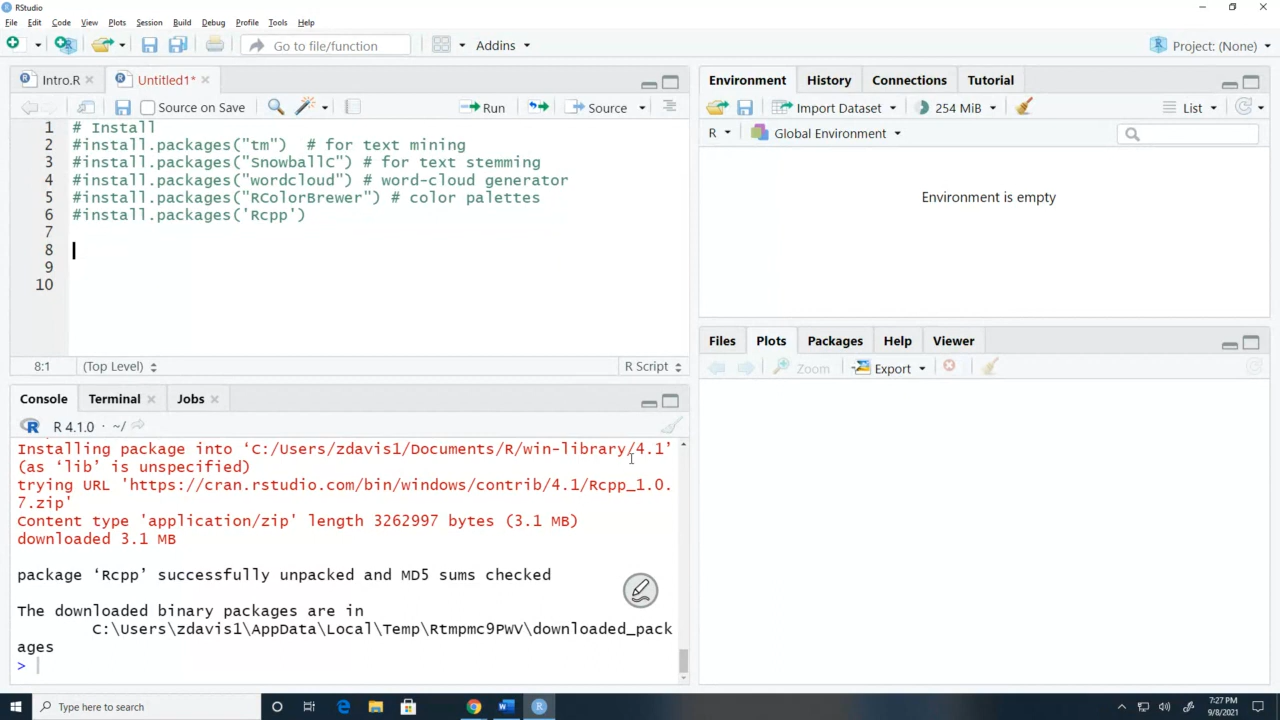 RStudio
File Edit Code View Plots Session Build Debug Profile Tools Help
Go to file/function
Addins
Project: (None)
Intro.R
Untitled1*
Source on Save
Run
Source
1 # Install
2 #install.packages("tm")  # for text mining
3 #install.packages("SnowballC") # for text stemming
4 #install.packages("wordcloud") # word-cloud generator
5 #install.packages("RColorBrewer") # color palettes
6 #install.packages('Rcpp')
7
8
9
10
8:1 (Top Level) R Script
Console Terminal Jobs
R 4.1.0 · ~/
Installing package into ‘C:/Users/zdavis1/Documents/R/win-library/4.1’
(as ‘lib’ is unspecified)
trying URL 'https://cran.rstudio.com/bin/windows/contrib/4.1/Rcpp_1.0.
7.zip'
Content type 'application/zip' length 3262997 bytes (3.1 MB)
downloaded 3.1 MB
package ‘Rcpp’ successfully unpacked and MD5 sums checked
The downloaded binary packages are in
C:\Users\zdavis1\AppData\Local\Temp\Rtmpmc9PWV\downloaded_pack
ages
>
Environment History Connections Tutorial
Import Dataset 254 MiB List
R Global Environment
Environment is empty
Files Plots Packages Help Viewer
Zoom Export
Type here to search
7:27 PM
9/8/2021